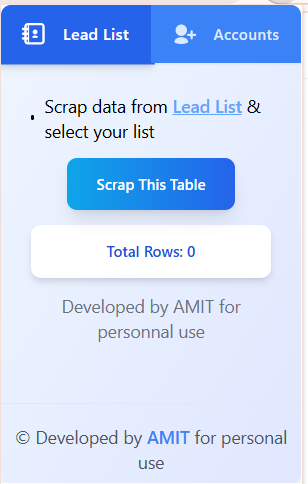 Lead List
Accounts
Scrap data from Lead List &
select your list
Scrap This Table
Total Rows: 0
Developed by AMIT for
personnal use
© Developed by AMIT for personal
use